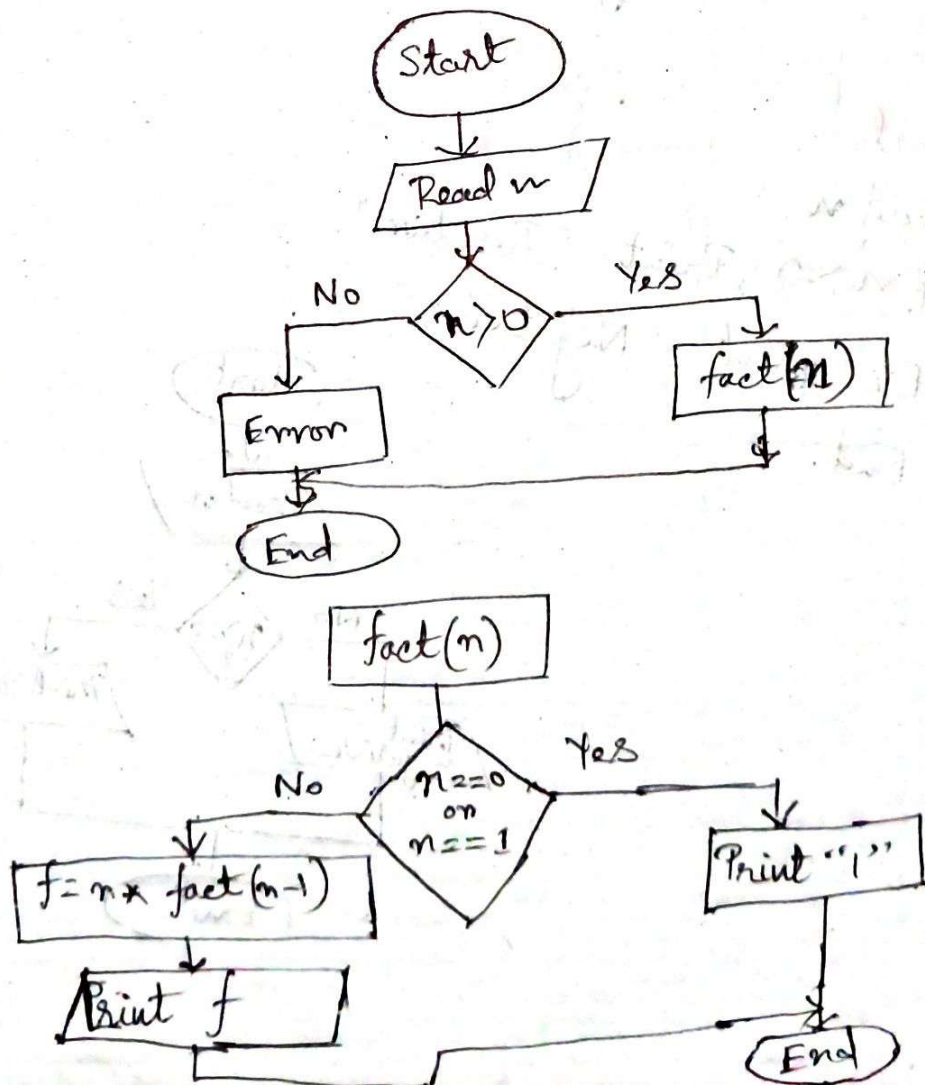 Start
Read n
No
Yes
n>0
fact(n)
Error
End
fact(n)
No
Yes
n==0
or
n==1
f=n* fact(n-1)
Print "1"
Print f
End